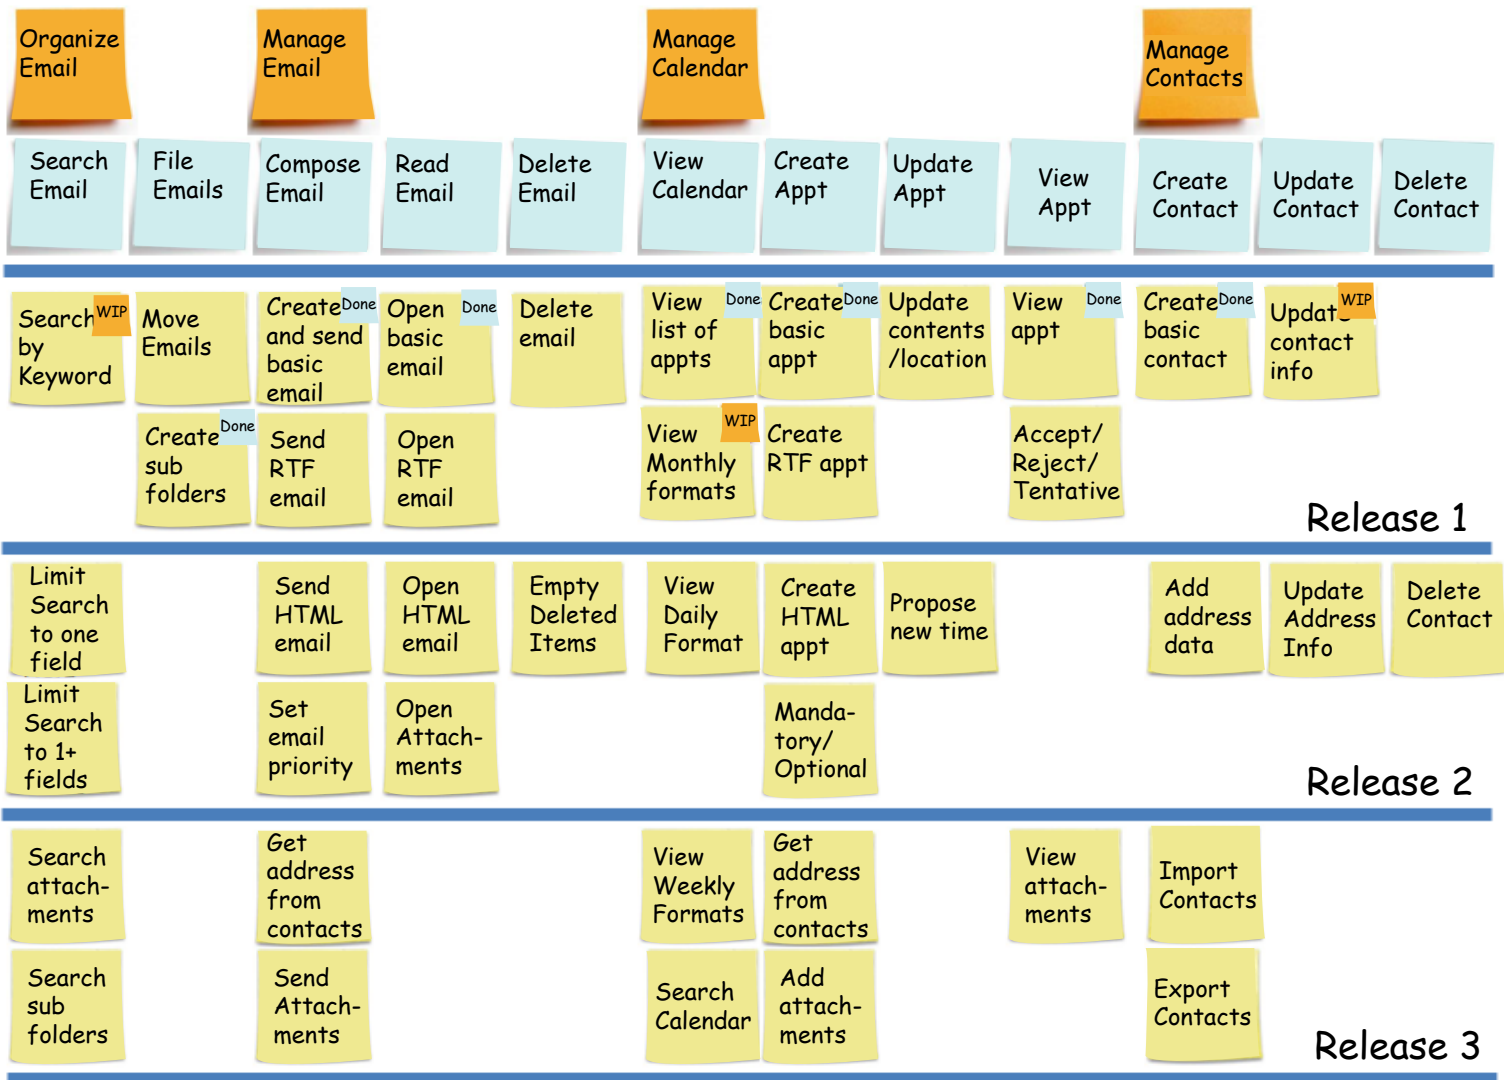 Organize
Email
Manage
Email
Manage
Calendar
Manage
Contacts
Search
Email
File
Emails
Compose
Email
Read
Email
Delete
Email
View
Calendar
Create
Appt
Update
Appt
View
Appt
Create
Contact
Update
Contact
Delete
Contact
Search
by
Keyword
WIP
Move
Emails
Create
and send
basic
email
Done
Open
basic
email
Done
Delete
email
View
list of
appts
Done
Create
basic
appt
Done
Update
contents
/location
View
appt
Done
Create
basic
contact
Done
Update
contact
info
WIP
Create
sub
folders
Done
Send
RTF
email
Open
RTF
email
View
Monthly
formats
WIP
Create
RTF appt
Accept/
Reject/
Tentative
Release 1
Limit
Search
to one
field
Send
HTML
email
Open
HTML
email
Empty
Deleted
Items
View
Daily
Format
Create
HTML
appt
Propose
new time
Add
address
data
Update
Address
Info
Delete
Contact
Limit
Search
to 1+
fields
Set
email
priority
Open
Attach-
ments
Manda-
tory/
Optional
Release 2
Search
attach-
ments
Get
address
from
contacts
View
Weekly
Formats
Get
address
from
contacts
View
attach-
ments
Import
Contacts
Search
sub
folders
Send
Attach-
ments
Search
Calendar
Add
attach-
ments
Export
Contacts
Release 3